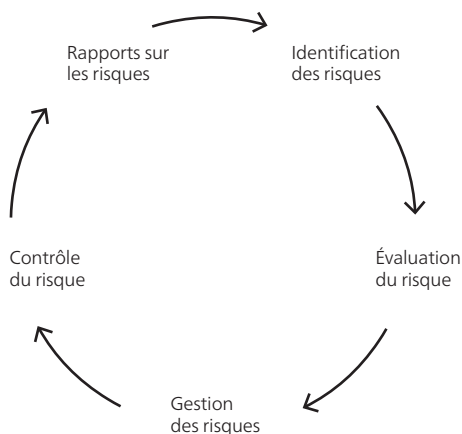 Rapports sur
les risques
Identification
des risques
Évaluation
du risque
Gestion
des risques
Contrôle
du risque